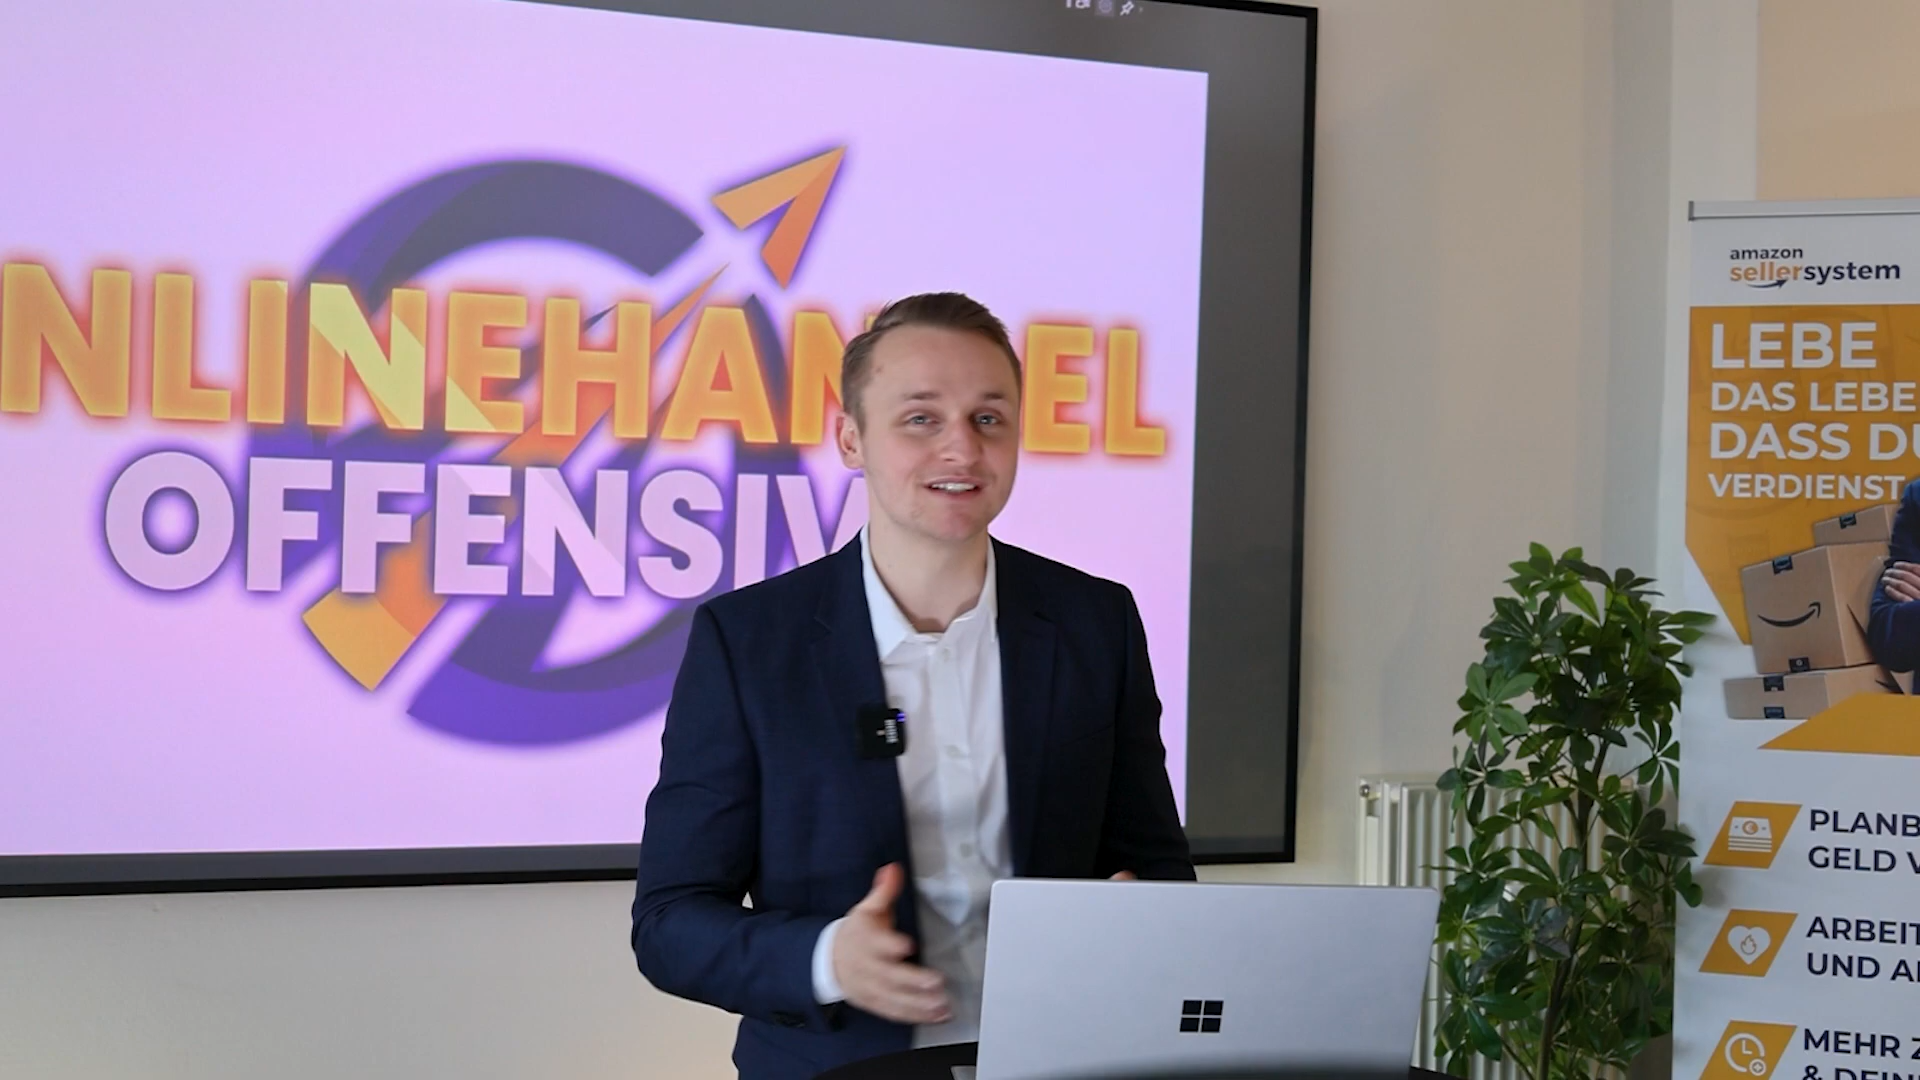 NLINEHANDEL
OFFENSIV
amazon
sellersystem
LEBE
DAS LEBE
DASS DU
VERDIENST
PLANB
GELD V
ARBEIT
UND A
MEHR Z
& DEIN